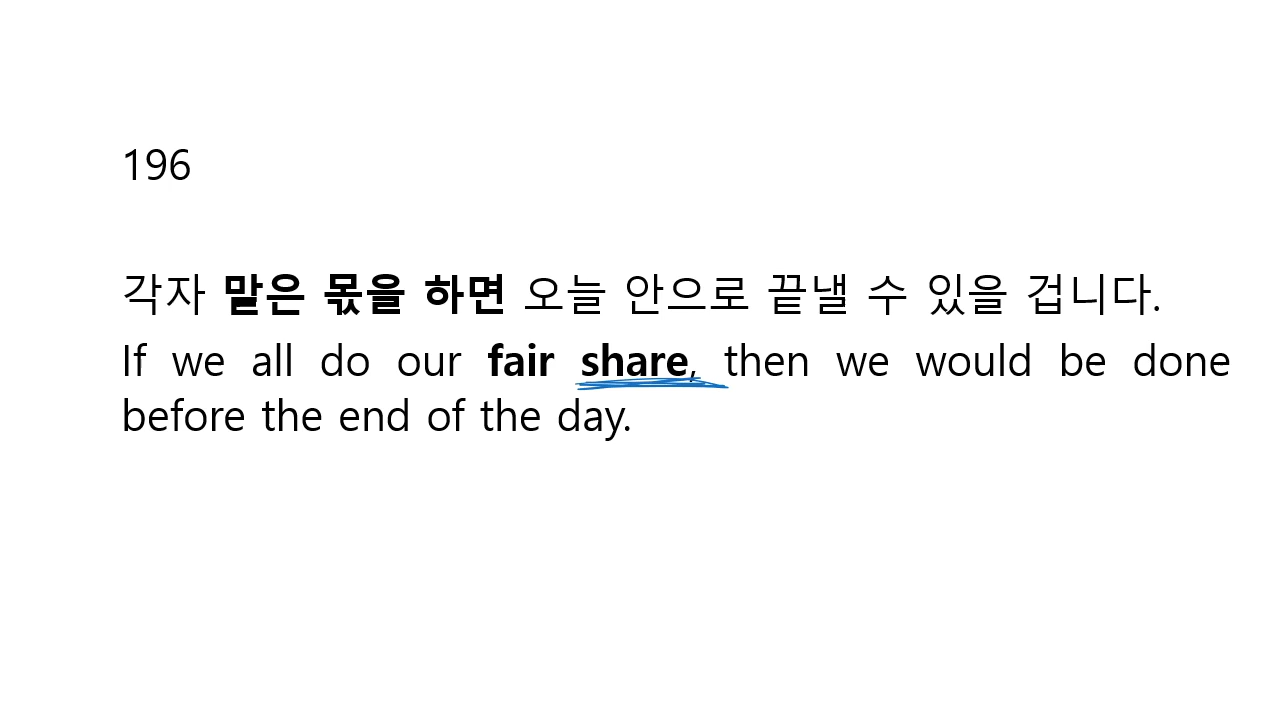 196
각자 맡은 몫을 하면 오늘 안으로 끝낼 수 있을 겁니다.
If we all do our fair share, then we would be done
before the end of the day.